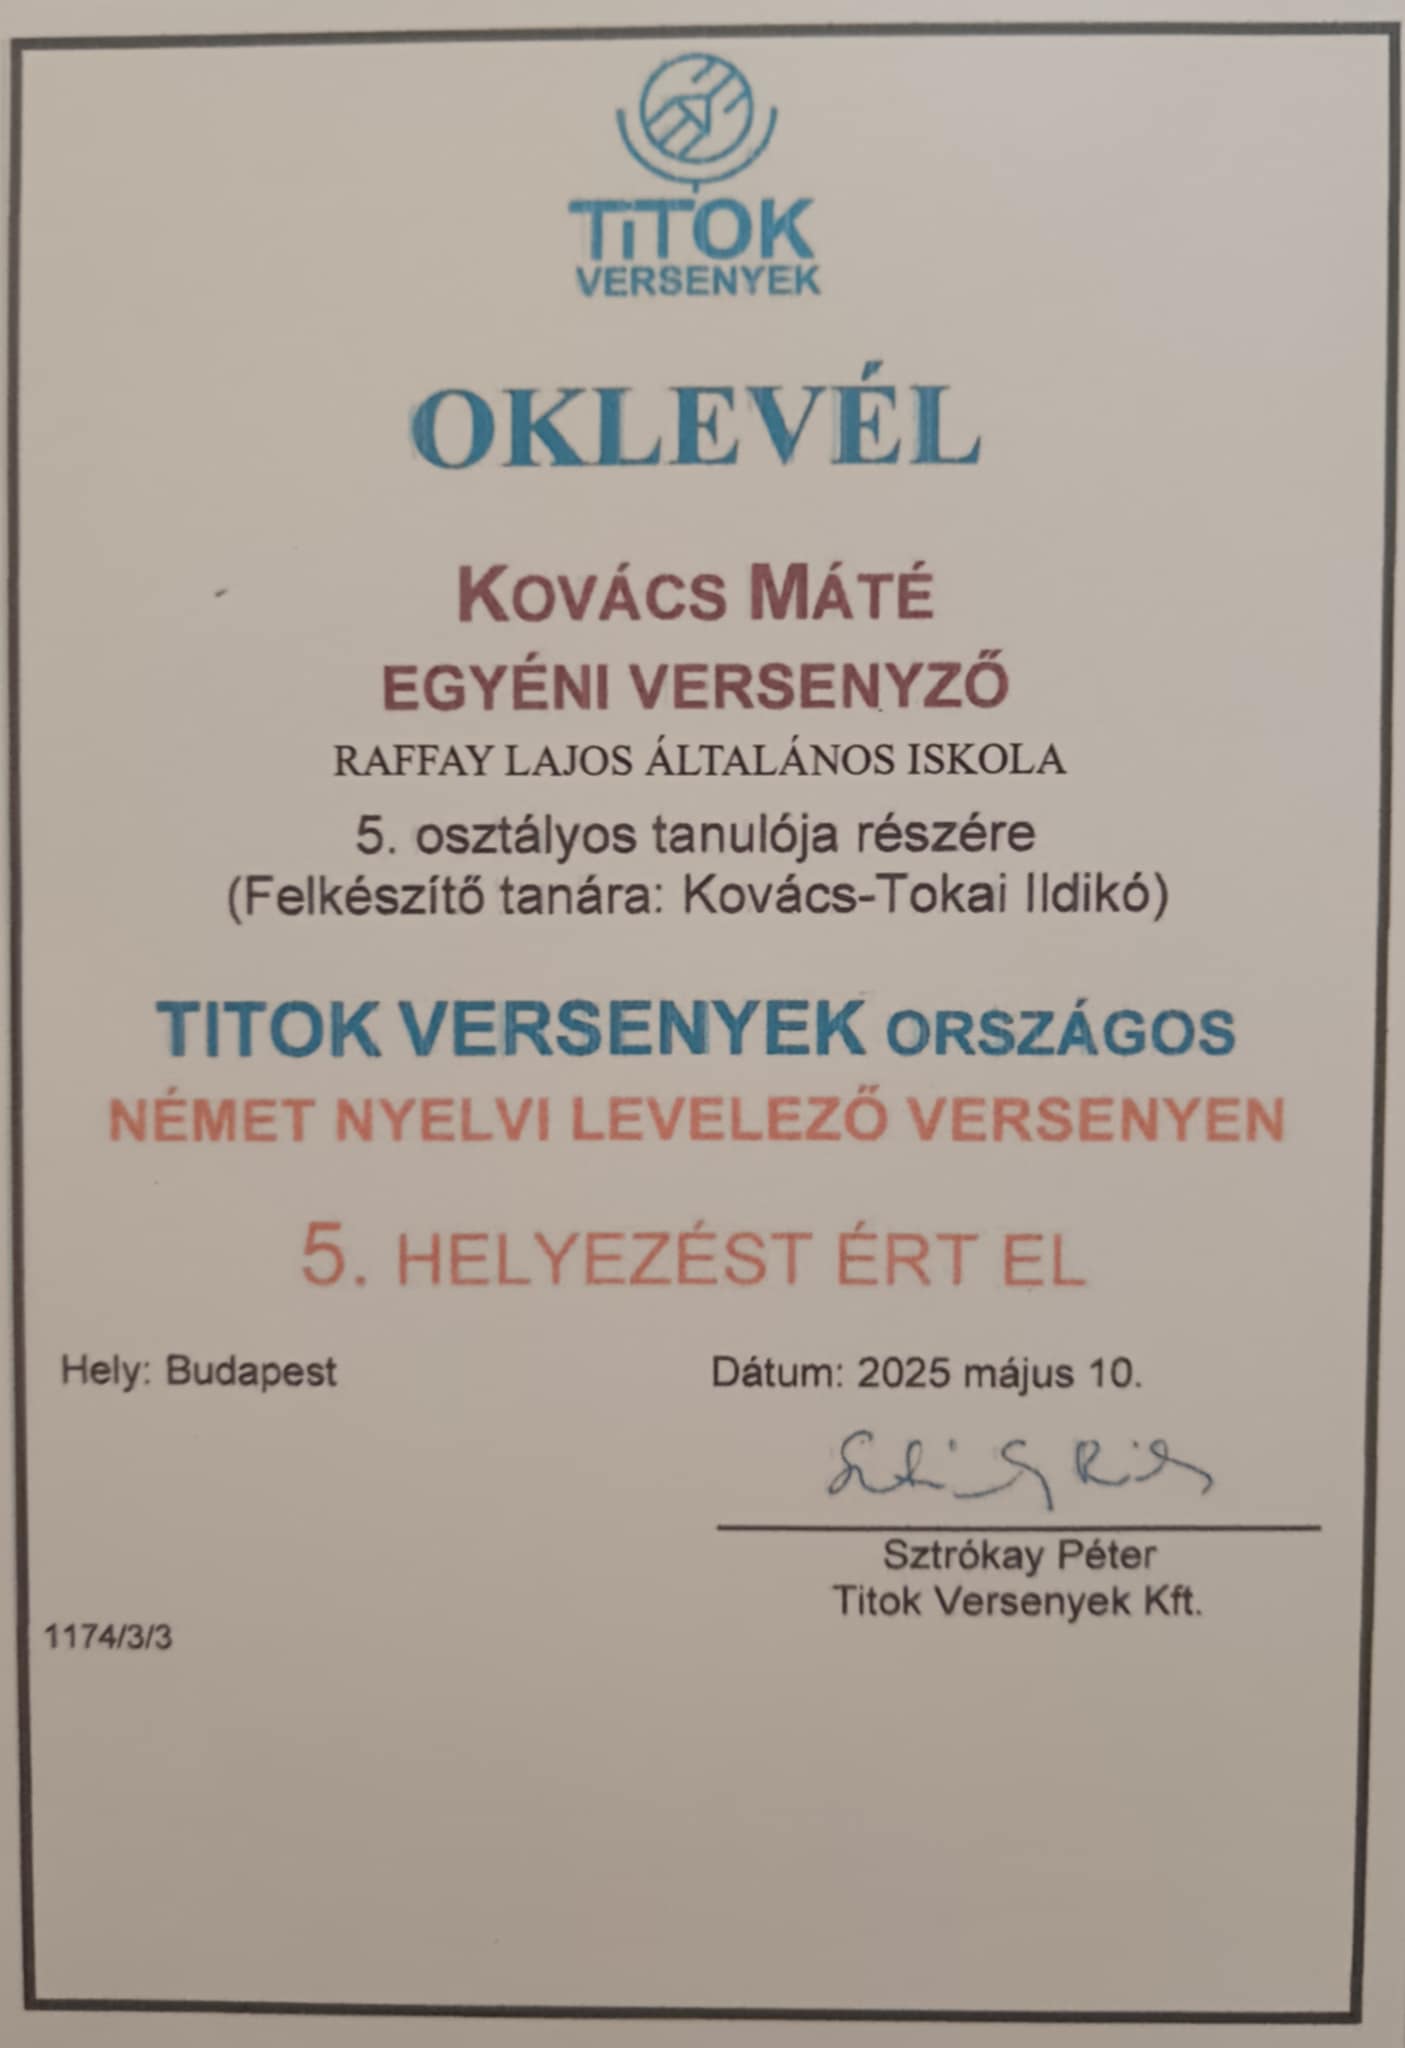 TiTOK
VERSENYEK
OKLEVÉL
KOVÁCS MÁTÉ
EGYÉNI VERSENYZŐ
RAFFAY LAJOS ÁLTALÁNOS ISKOLA
5. osztályos tanulója részére
(Felkészítő tanára: Kovács-Tokai Ildikó)
TITOK VERSENYEK ORSZÁGOS
NÉMET NYELVI LEVELEZŐ VERSENYEN
5. HELYEZÉST ÉRT EL
Hely: Budapest Dátum: 2025 május 10.
Sztrókay Péter
Titok Versenyek Kft.
1174/3/3